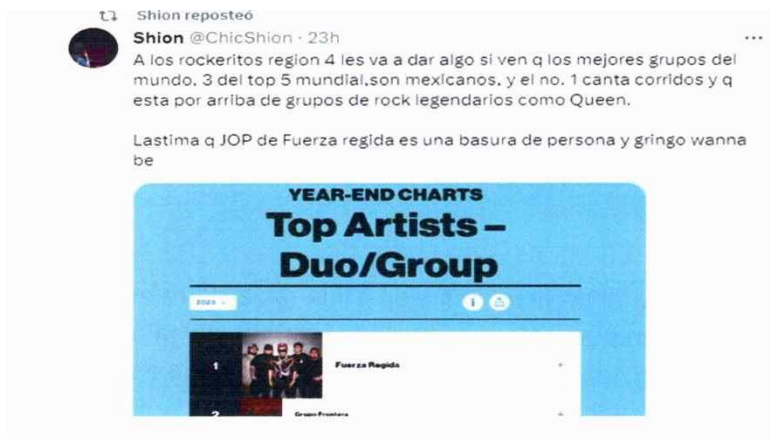 Shion reposteó
Shion @ChicShion · 23h
A los rockeritos region 4 les va a dar algo si ven q los mejores grupos del
mundo. 3 del top 5 mundial,son mexicanos, y el no. 1 canta corridos y q
esta por arriba de grupos de rock legendarios como Queen.
Lastima q JOP de Fuerza regida es una basura de persona y gringo wanna
be
YEAR-END CHARTS
Top Artists –
Duo/Group
2023
1
Fuerza Regida
2
Grupo Frontera